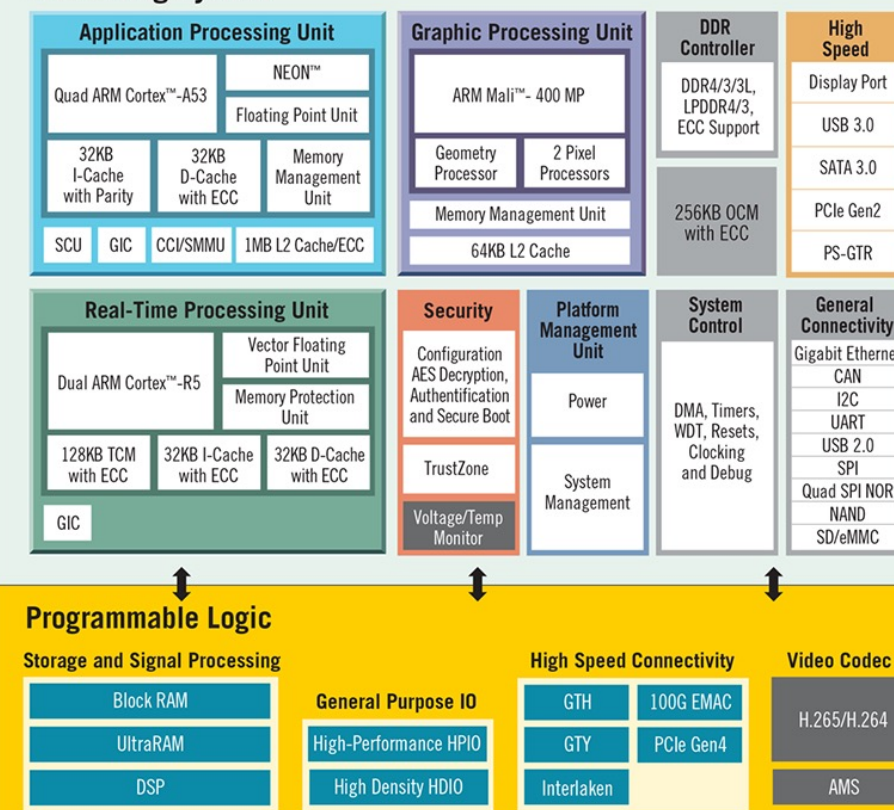 Application Processing Unit
Quad ARM Cortex™-A53
NEON™
Floating Point Unit
32KB
I-Cache
with Parity
32KB
D-Cache
with ECC
Memory
Management
Unit
SCU
GIC
CCI/SMMU
1MB L2 Cache/ECC
Graphic Processing Unit
ARM Mali™- 400 MP
Geometry
Processor
2 Pixel
Processors
Memory Management Unit
64KB L2 Cache
DDR
Controller
DDR4/3/3L,
LPDDR4/3,
ECC Support
256KB OCM
with ECC
High
Speed
Display Port
USB 3.0
SATA 3.0
PCIe Gen2
PS-GTR
Real-Time Processing Unit
Dual ARM Cortex™-R5
Vector Floating
Point Unit
Memory Protection
Unit
128KB TCM
with ECC
32KB I-Cache
with ECC
32KB D-Cache
with ECC
GIC
Security
Configuration
AES Decryption,
Authentification
and Secure Boot
TrustZone
Voltage/Temp
Monitor
Platform
Management
Unit
Power
System
Management
System
Control
DMA, Timers,
WDT, Resets,
Clocking
and Debug
General
Connectivity
Gigabit Etherne
CAN
I2C
UART
USB 2.0
SPI
Quad SPI NOR
NAND
SD/eMMC
Programmable Logic
Storage and Signal Processing
Block RAM
UltraRAM
DSP
General Purpose IO
High-Performance HPIO
High Density HDIO
High Speed Connectivity
GTH
100G EMAC
GTY
PCIe Gen4
Interlaken
Video Codec
H.265/H.264
AMS